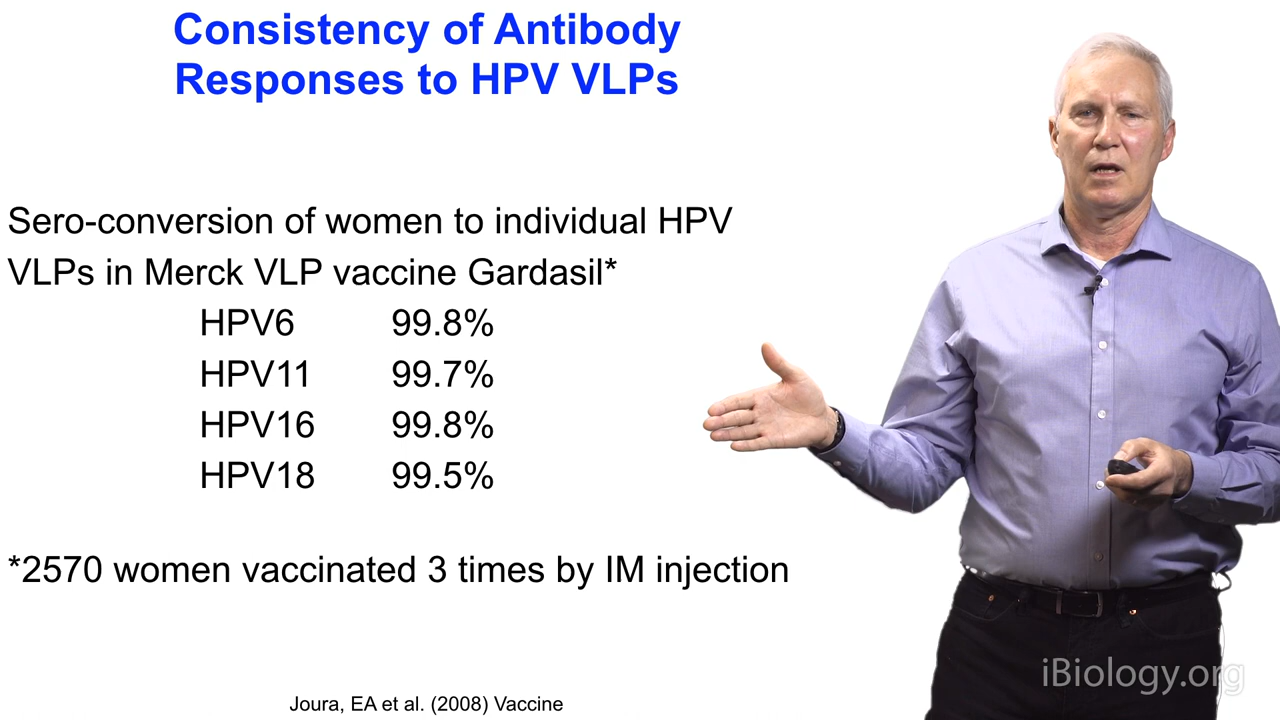 Consistency of Antibody
Responses to HPV VLPs
Sero-conversion of women to individual HPV
VLPs in Merck VLP vaccine Gardasil*
HPV6 99.8%
HPV11 99.7%
HPV16 99.8%
HPV18 99.5%
*2570 women vaccinated 3 times by IM injection
Joura, EA et al. (2008) Vaccine
iBiology.org